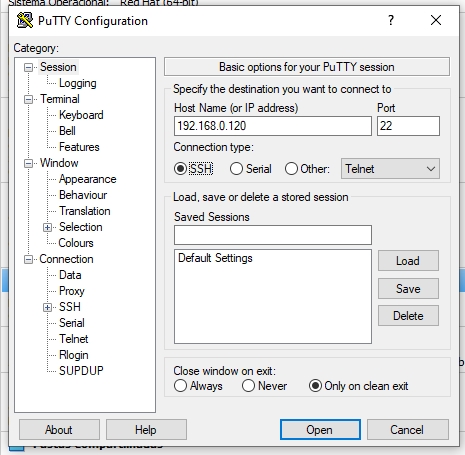 Sistema Operacional: Red Hat (64-bit)
PuTTY Configuration
Category:
Session
Logging
Terminal
Keyboard
Bell
Features
Window
Appearance
Behaviour
Translation
Selection
Colours
Connection
Data
Proxy
SSH
Serial
Telnet
Rlogin
SUPDUP
Basic options for your PuTTY session
Specify the destination you want to connect to
Host Name (or IP address) Port
192.168.0.120 22
Connection type:
SSH Serial Other: Telnet
Load, save or delete a stored session
Saved Sessions
Default Settings
Load
Save
Delete
Close window on exit:
Always Never Only on clean exit
About Help Open Cancel